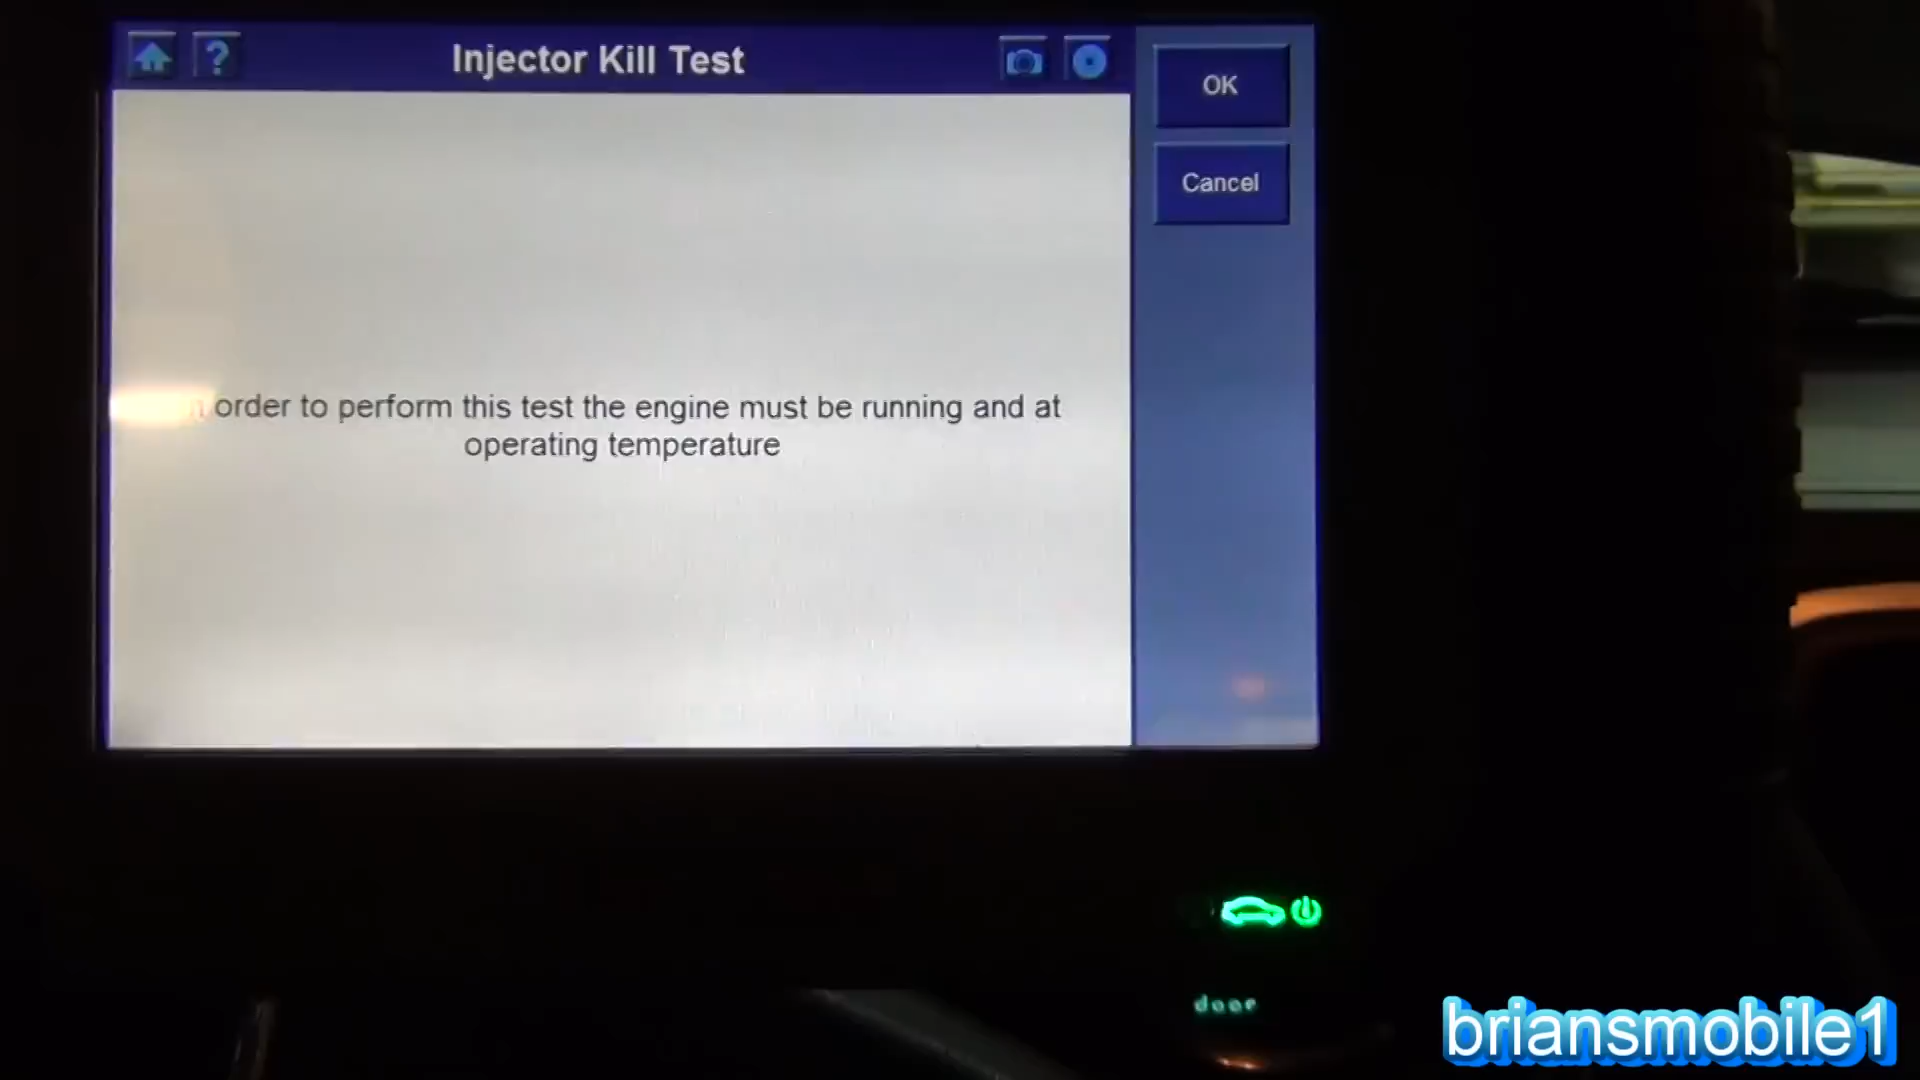 Injector Kill Test
OK
Cancel
order to perform this test the engine must be running and at
operating temperature
door
briansmobile1